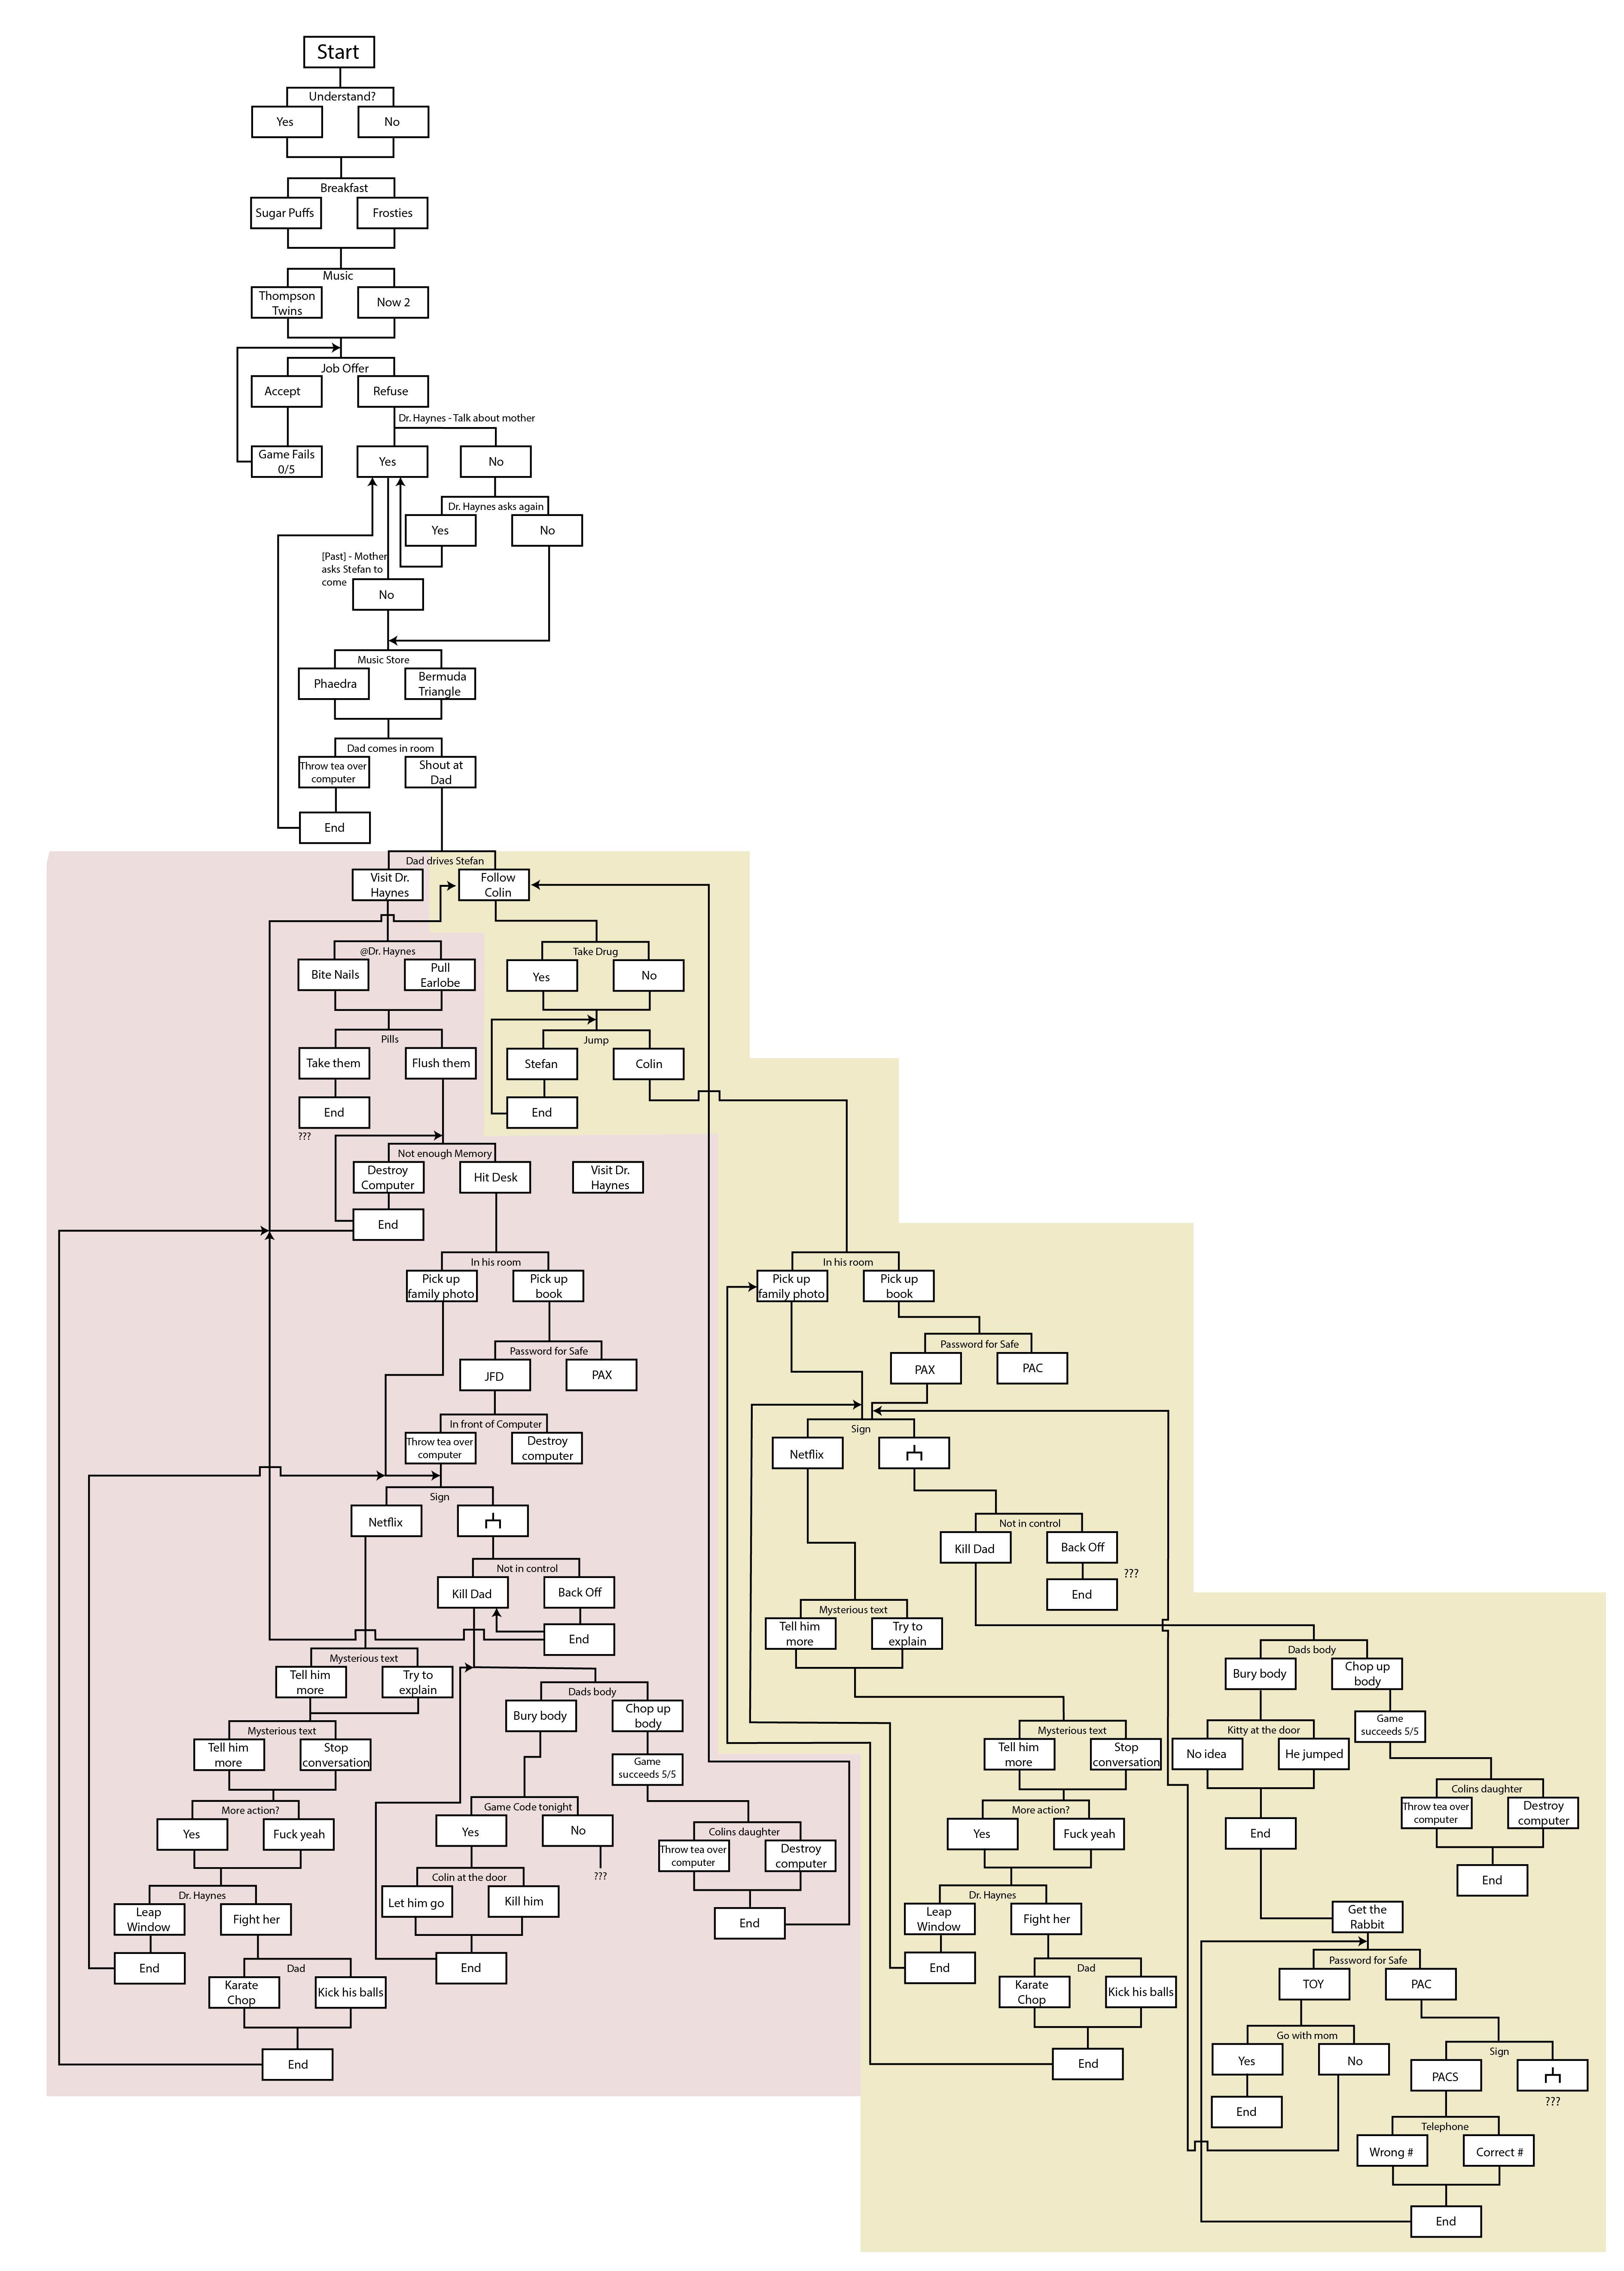 Start
Understand?
Yes
No
Breakfast
Sugar Puffs
Frosties
Music
Thompson
Twins
Now 2
Job Offer
Accept
Refuse
Dr. Haynes - Talk about mother
Game Fails
0/5
Yes
No
Dr. Haynes asks again
Yes
No
[Past] - Mother
asks Stefan to
come
No
Music Store
Phaedra
Bermuda
Triangle
Dad comes in room
Throw tea over
computer
Shout at
Dad
End
Dad drives Stefan
Visit Dr.
Haynes
Follow
Colin
@Dr. Haynes
Bite Nails
Pull
Earlobe
Pills
Take them
Flush them
End
???
Take Drug
Yes
No
Jump
Stefan
Colin
End
Not enough Memory
Destroy
Computer
Hit Desk
Visit Dr.
Haynes
End
In his room
Pick up
family photo
Pick up
book
Password for Safe
JFD
PAX
In front of Computer
Throw tea over
computer
Destroy
computer
Sign
Netflix
Not in control
Kill Dad
Back Off
End
Mysterious text
Tell him
more
Try to
explain
Mysterious text
Tell him
more
Stop
conversation
More action?
Yes
Fuck yeah
Dr. Haynes
Leap
Window
Fight her
End
Dad
Karate
Chop
Kick his balls
End
Dads body
Bury body
Chop up
body
Game
succeeds 5/5
Game Code tonight
Yes
No
???
Colin at the door
Let him go
Kill him
End
Colins daughter
Throw tea over
computer
Destroy
computer
End
In his room
Pick up
family photo
Pick up
book
Password for Safe
PAX
PAC
Sign
Netflix
Not in control
Kill Dad
Back Off
???
End
Mysterious text
Tell him
more
Try to
explain
Mysterious text
Tell him
more
Stop
conversation
More action?
Yes
Fuck yeah
Dr. Haynes
Leap
Window
Fight her
End
Dad
Karate
Chop
Kick his balls
End
Dads body
Bury body
Chop up
body
Kitty at the door
No idea
He jumped
Game
succeeds 5/5
End
Colins daughter
Throw tea over
computer
Destroy
computer
End
Get the
Rabbit
Password for Safe
TOY
PAC
Go with mom
Yes
No
End
Sign
PACS
???
Telephone
Wrong #
Correct #
End